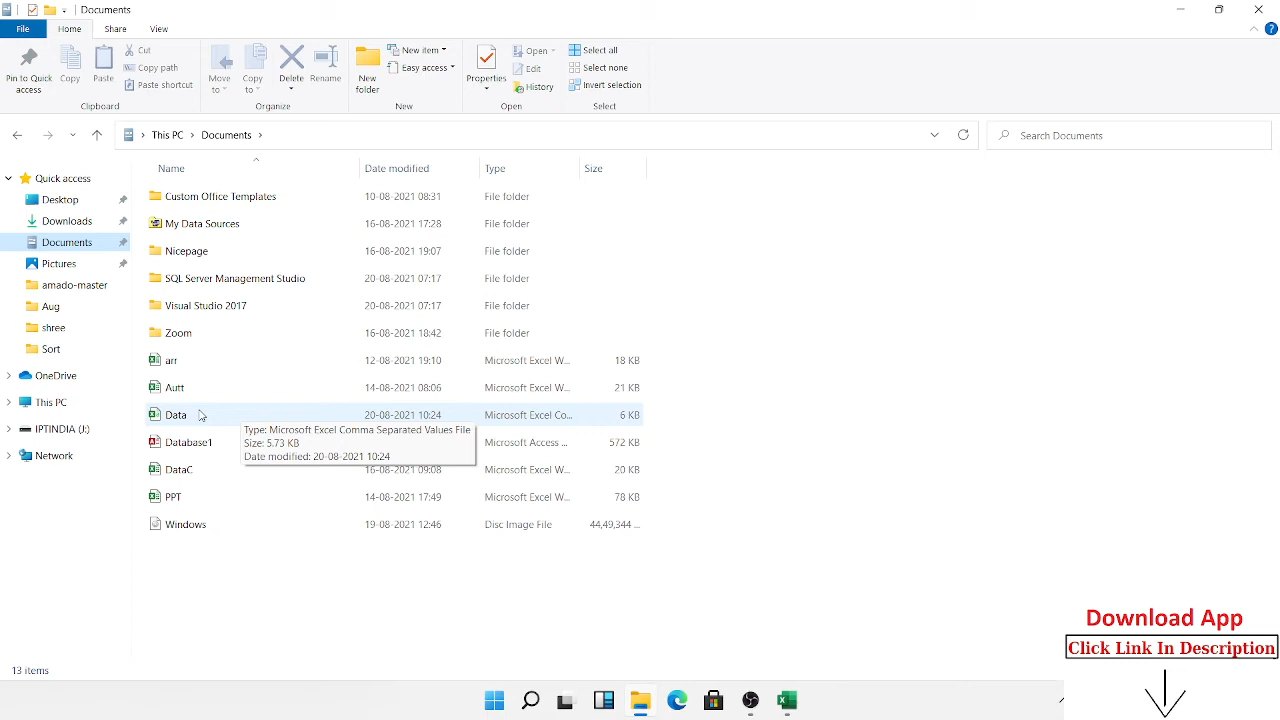 Documents
File Home Share View
Pin to Quick access
Copy
Paste
Cut
Copy path
Paste shortcut
Clipboard
Move to
Copy to
Delete
Rename
Organize
New folder
New item
Easy access
New
Properties
Open
Edit
History
Open
Select all
Select none
Invert selection
Select
This PC Documents
Search Documents
Quick access
Desktop
Downloads
Documents
Pictures
amado-master
Aug
shree
Sort
OneDrive
This PC
IPTINDIA (J:)
Network
Name Date modified Type Size
Custom Office Templates 10-08-2021 08:31 File folder
My Data Sources 16-08-2021 17:28 File folder
Nicepage 16-08-2021 19:07 File folder
SQL Server Management Studio 20-08-2021 07:17 File folder
Visual Studio 2017 20-08-2021 07:17 File folder
Zoom 16-08-2021 18:42 File folder
arr 12-08-2021 19:10 Microsoft Excel W... 18 KB
Autt 14-08-2021 08:06 Microsoft Excel W... 21 KB
Data 20-08-2021 10:24 Microsoft Excel Co... 6 KB
Type: Microsoft Excel Comma Separated Values File
Size: 5.73 KB
Date modified: 20-08-2021 10:24
Database1 Microsoft Access ... 572 KB
DataC 16-08-2021 09:08 Microsoft Excel W... 20 KB
PPT 14-08-2021 17:49 Microsoft Excel W... 78 KB
Windows 19-08-2021 12:46 Disc Image File 44,49,344 ...
13 items
Download App
Click Link In Description